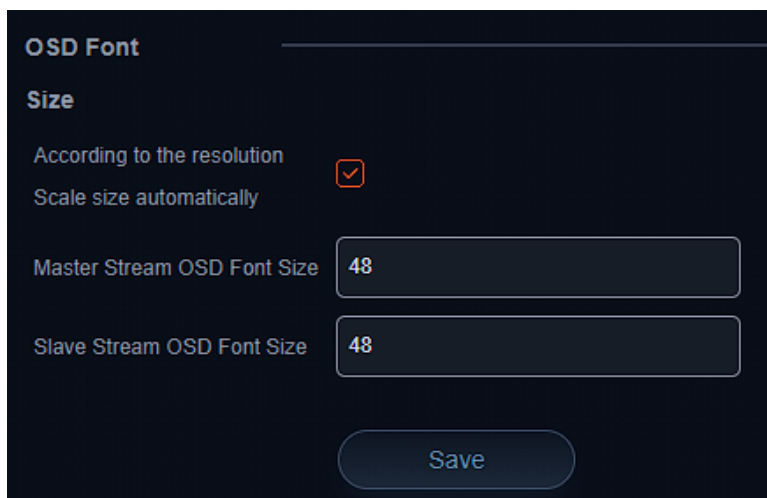 OSD Font
Size
According to the resolution
Scale size automatically
Master Stream OSD Font Size 48
Slave Stream OSD Font Size 48
Save